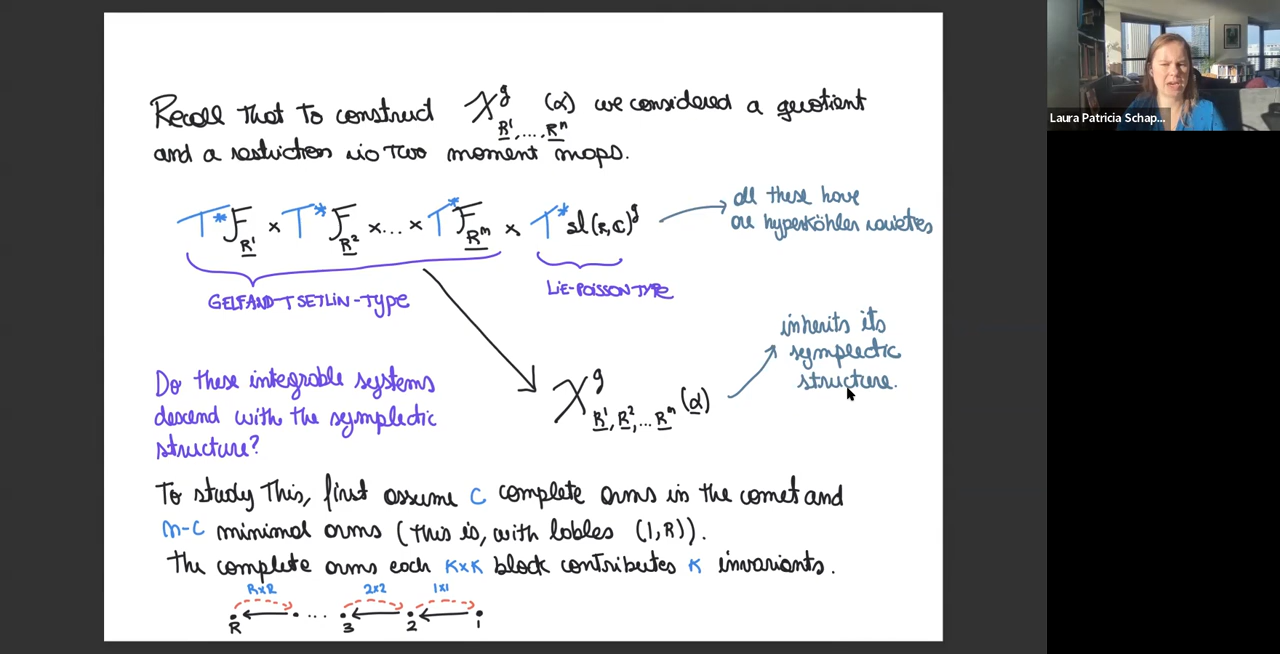 Recall that to construct X^g_{R^1,...,R^n} (α) we considered a quotient
and a restriction via two moment maps.
T*F_{R^1} × T*F_{R^2} ×...× T*F_{R^n} × T*sl(r,C)^g
all these have
are hyperkähler varieties
GELFAND-TSETLIN-TYPE
LIE-POISSON TYPE
inherits its
symplectic
structure.
Do these integrable systems
descend with the symplectic
structure?
X^g_{R^1,R^2,...R^n}(α)
To study this, first assume C complete arms in the comet and
n-c minimal arms (this is, with lables (1,R)).
The complete arms each K×K block contributes K invariants.
R×R 2×2 1×1
R ... 3 2 1
Laura Patricia Schap...